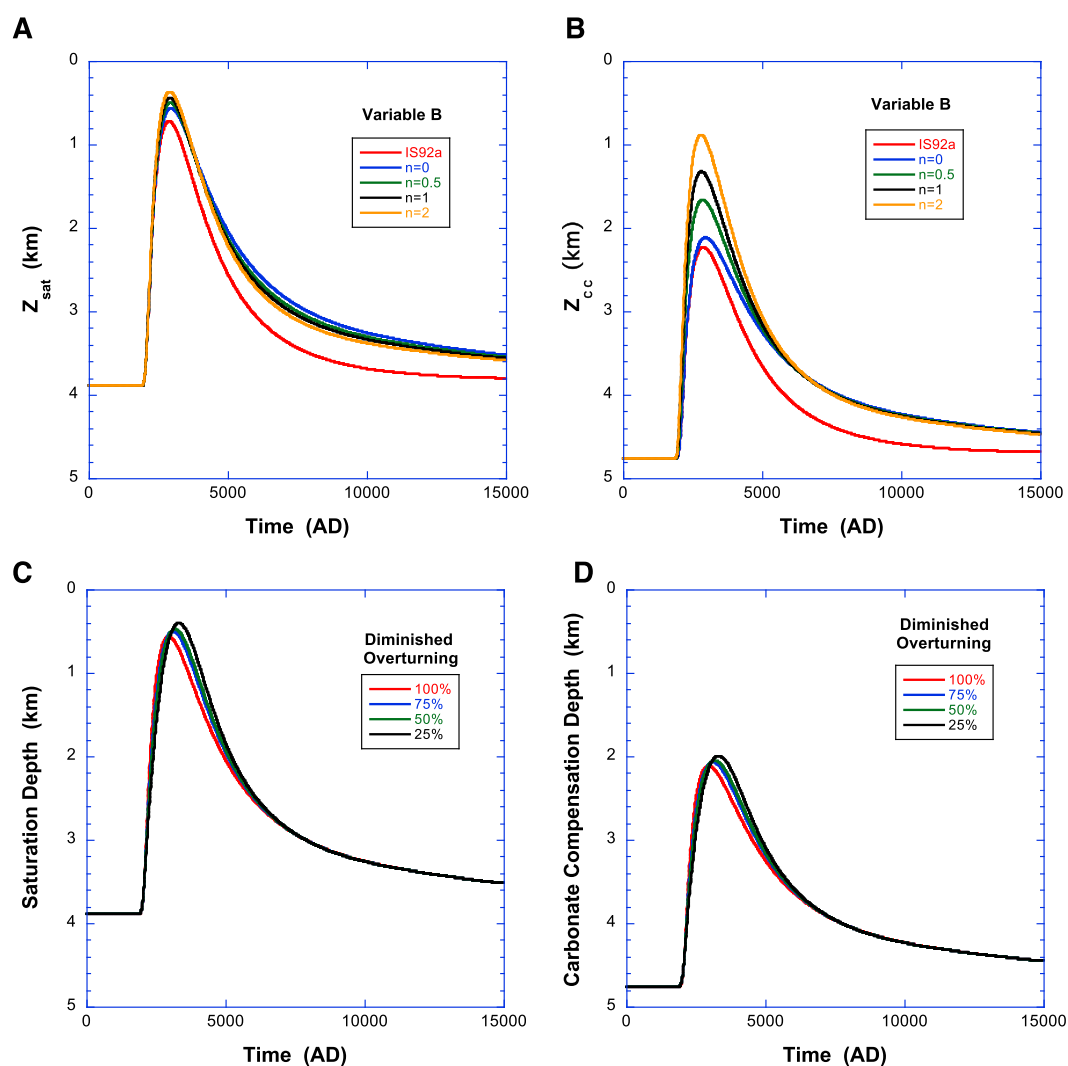 A
0
1
2
3
4
5
Z sat (km)
Variable B
IS92a
n=0
n=0.5
n=1
n=2
0 5000 10000 15000
Time (AD)
B
0
1
2
3
4
5
Z cc (km)
Variable B
IS92a
n=0
n=0.5
n=1
n=2
0 5000 10000 15000
Time (AD)
C
0
1
2
3
4
5
Saturation Depth (km)
Diminished
Overturning
100%
75%
50%
25%
0 5000 10000 15000
Time (AD)
D
0
1
2
3
4
5
Carbonate Compensation Depth (km)
Diminished
Overturning
100%
75%
50%
25%
0 5000 10000 15000
Time (AD)